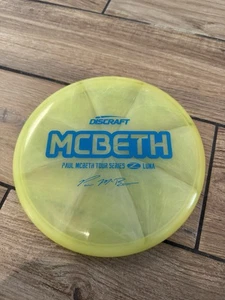 DISCRAFT
MCBETH
PAUL MCBETH TOUR SERIES Z LUNA